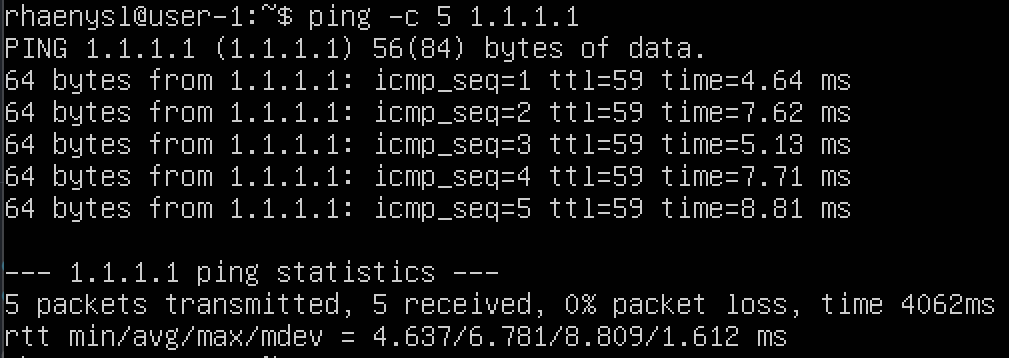 rhaenysl@user-1:~$ ping -c 5 1.1.1.1
PING 1.1.1.1 (1.1.1.1) 56(84) bytes of data.
64 bytes from 1.1.1.1: icmp_seq=1 ttl=59 time=4.64 ms
64 bytes from 1.1.1.1: icmp_seq=2 ttl=59 time=7.62 ms
64 bytes from 1.1.1.1: icmp_seq=3 ttl=59 time=5.13 ms
64 bytes from 1.1.1.1: icmp_seq=4 ttl=59 time=7.71 ms
64 bytes from 1.1.1.1: icmp_seq=5 ttl=59 time=8.81 ms
--- 1.1.1.1 ping statistics ---
5 packets transmitted, 5 received, 0% packet loss, time 4062ms
rtt min/avg/max/mdev = 4.637/6.781/8.809/1.612 ms